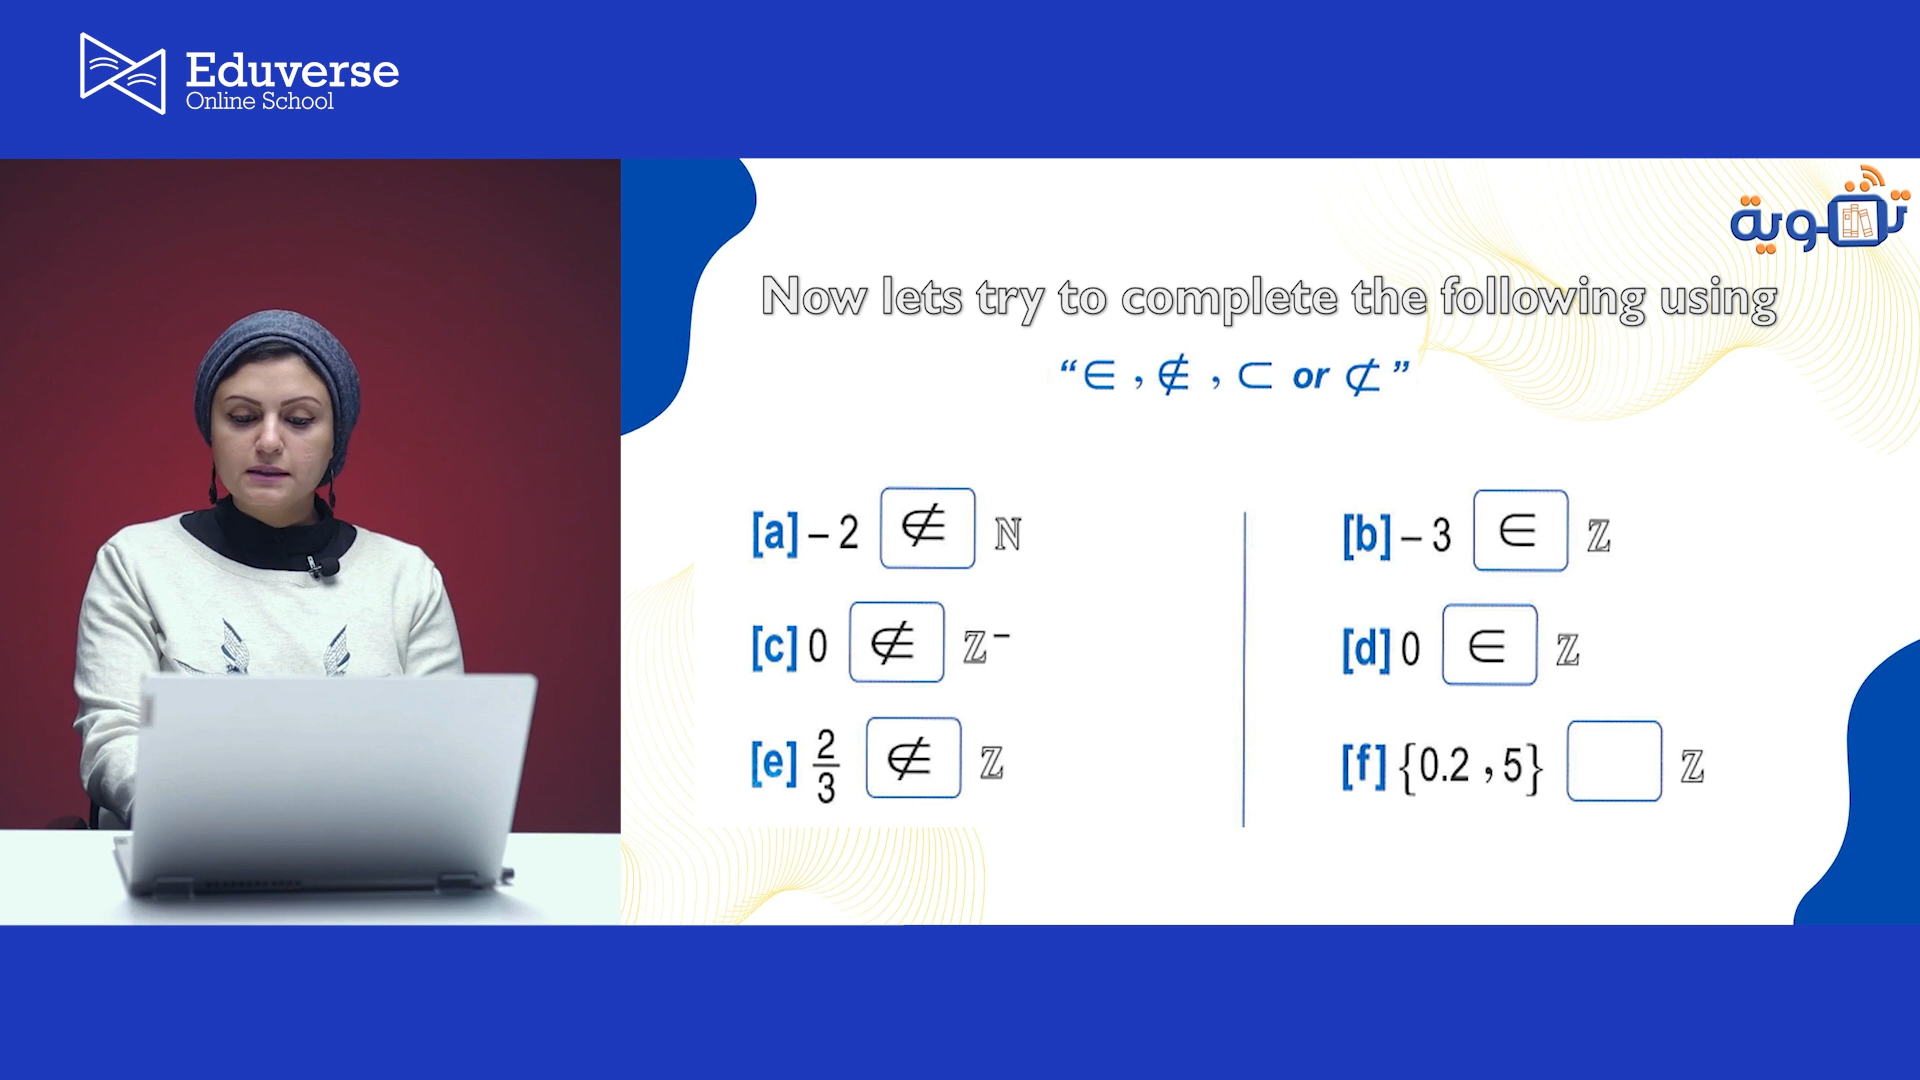 Eduverse
Online School
تقوية
Now lets try to complete the following using
“∈ , ∉ , ⊂ or ⊄”
[a] – 2 ∉ ℕ
[b] – 3 ∈ ℤ
[c] 0 ∉ ℤ⁻
[d] 0 ∈ ℤ
[e] 2/3 ∉ ℤ
[f] {0.2 , 5} ℤ